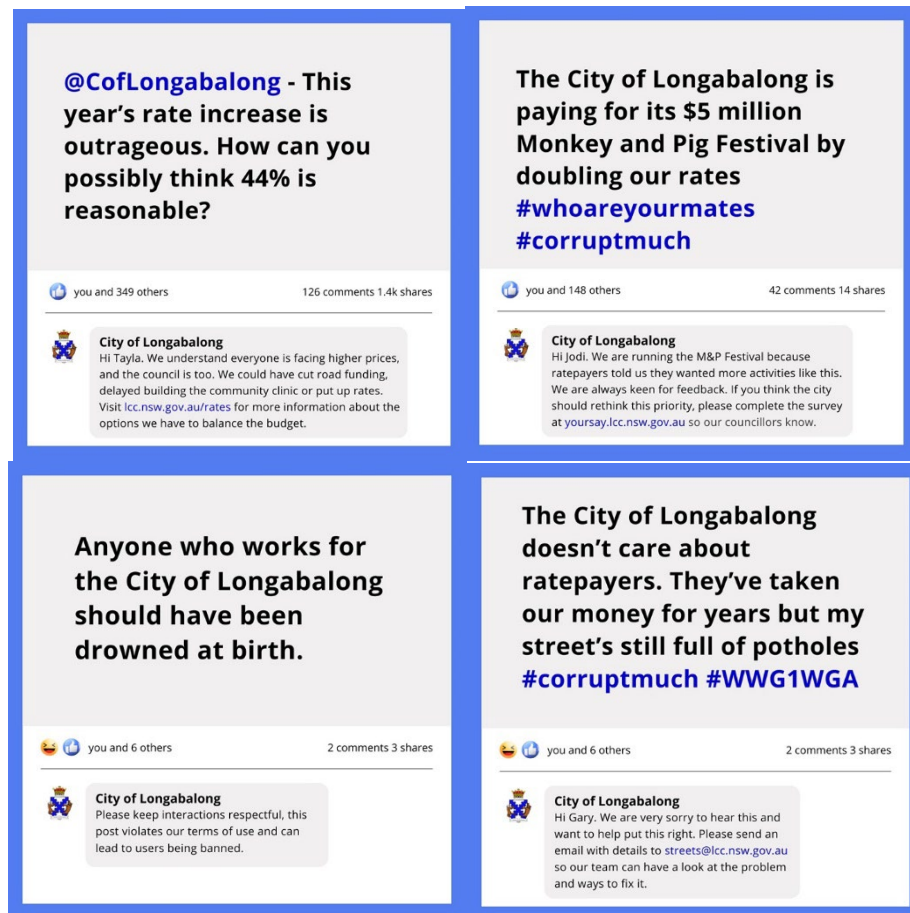 @CofLongabalong - This
year's rate increase is
outrageous. How can you
possibly think 44% is
reasonable?
you and 349 others 126 comments 1.4k shares
City of Longabalong
Hi Tayla. We understand everyone is facing higher prices,
and the council is too. We could have cut road funding,
delayed building the community clinic or put up rates.
Visit lcc.nsw.gov.au/rates for more information about the
options we have to balance the budget.
The City of Longabalong is
paying for its $5 million
Monkey and Pig Festival by
doubling our rates
#whoareyourmates
#corruptmuch
you and 148 others 42 comments 14 shares
City of Longabalong
Hi Jodi. We are running the M&P Festival because
ratepayers told us they wanted more activities like this.
We are always keen for feedback. If you think the city
should rethink this priority, please complete the survey
at yoursay.lcc.nsw.gov.au so our councillors know.
Anyone who works for
the City of Longabalong
should have been
drowned at birth.
you and 6 others 2 comments 3 shares
City of Longabalong
Please keep interactions respectful, this
post violates our terms of use and can
lead to users being banned.
The City of Longabalong
doesn't care about
ratepayers. They've taken
our money for years but my
street's still full of potholes
#corruptmuch #WWG1WGA
you and 6 others 2 comments 3 shares
City of Longabalong
Hi Gary. We are very sorry to hear this and
want to help put this right. Please send an
email with details to streets@lcc.nsw.gov.au
so our team can have a look at the problem
and ways to fix it.